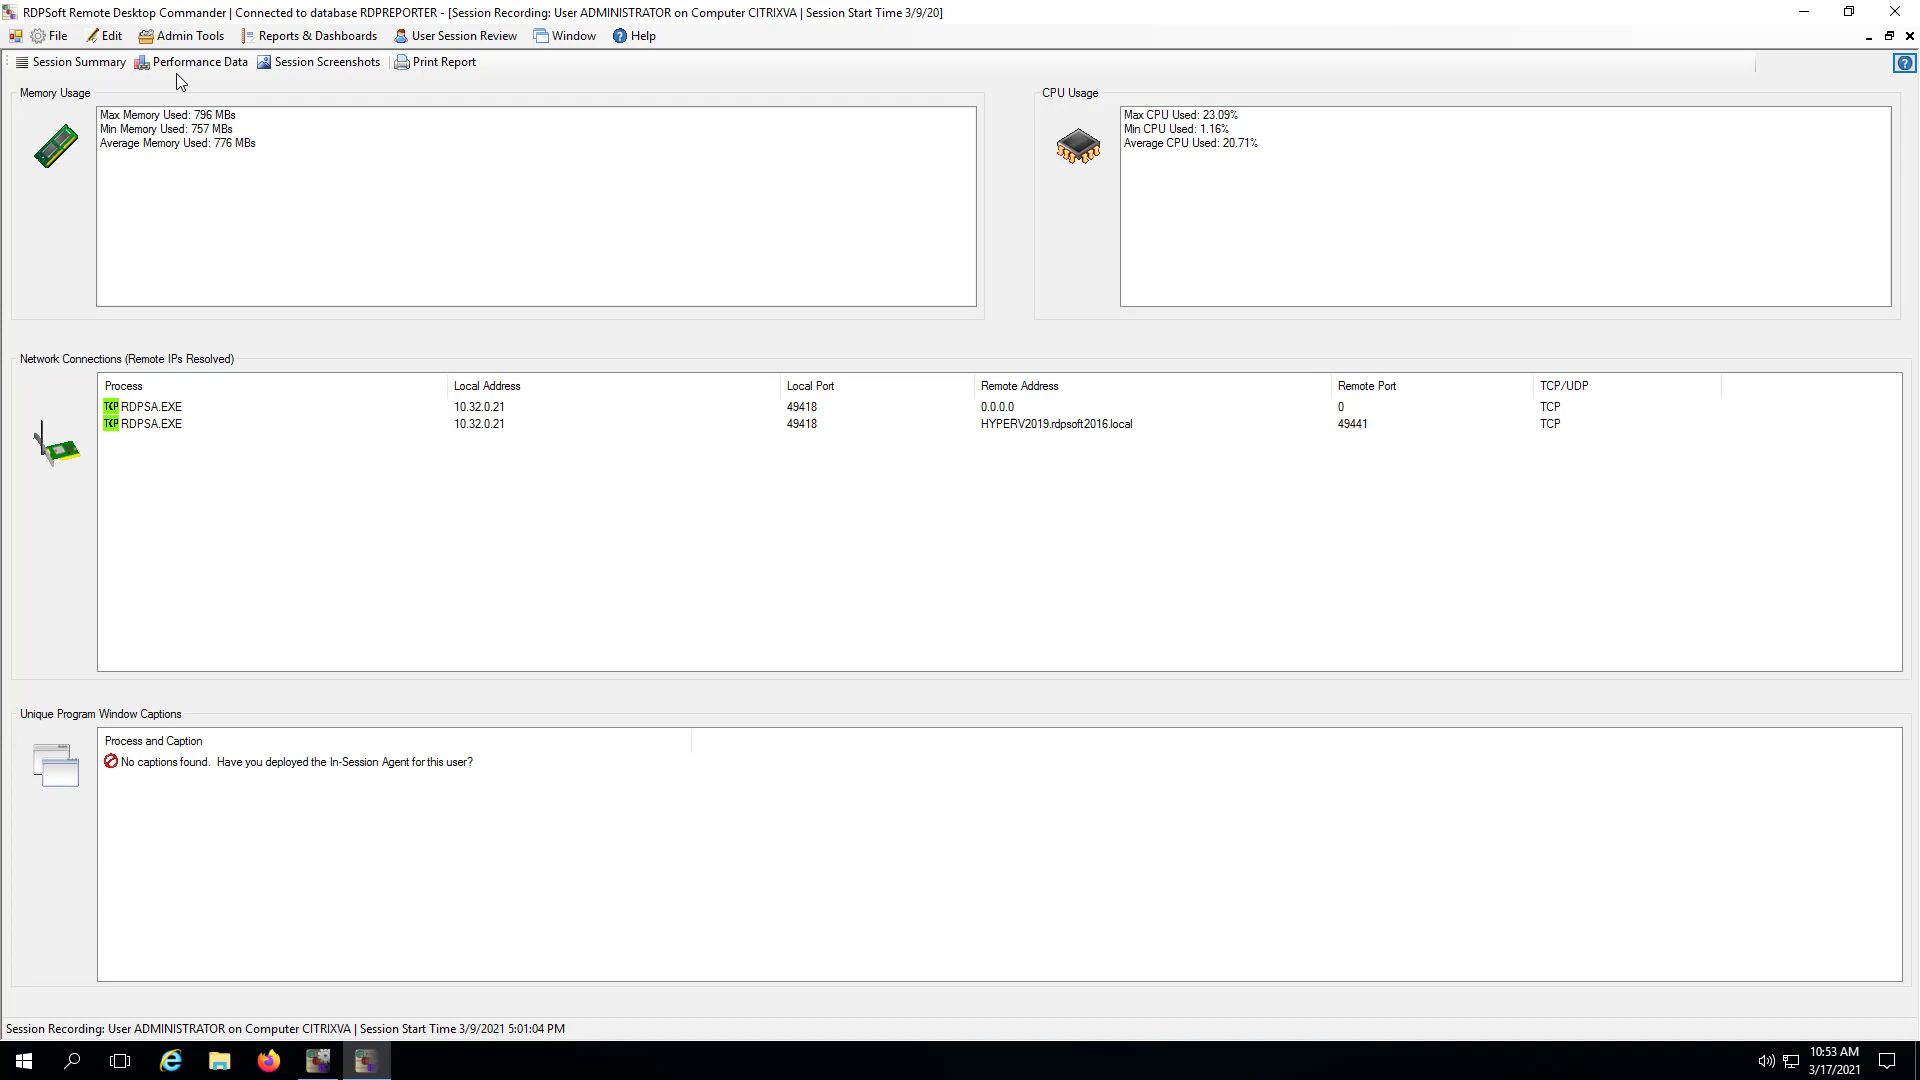 RDPSoft Remote Desktop Commander | Connected to database RDPREPORTER - [Session Recording: User ADMINISTRATOR on Computer CITRIXVA | Session Start Time 3/9/20]
File Edit Admin Tools Reports & Dashboards User Session Review Window Help
Session Summary Performance Data Session Screenshots Print Report
Memory Usage
Max Memory Used: 796 MBs
Min Memory Used: 757 MBs
Average Memory Used: 776 MBs
CPU Usage
Max CPU Used: 23.09%
Min CPU Used: 1.16%
Average CPU Used: 20.71%
Network Connections (Remote IPs Resolved)
Process Local Address Local Port Remote Address Remote Port TCP/UDP
TCP RDPSA.EXE 10.32.0.21 49418 0.0.0.0 0 TCP
TCP RDPSA.EXE 10.32.0.21 49418 HYPERV2019.rdpsoft2016.local 49441 TCP
Unique Program Window Captions
Process and Caption
No captions found. Have you deployed the In-Session Agent for this user?
Session Recording: User ADMINISTRATOR on Computer CITRIXVA | Session Start Time 3/9/2021 5:01:04 PM
10:53 AM
3/17/2021